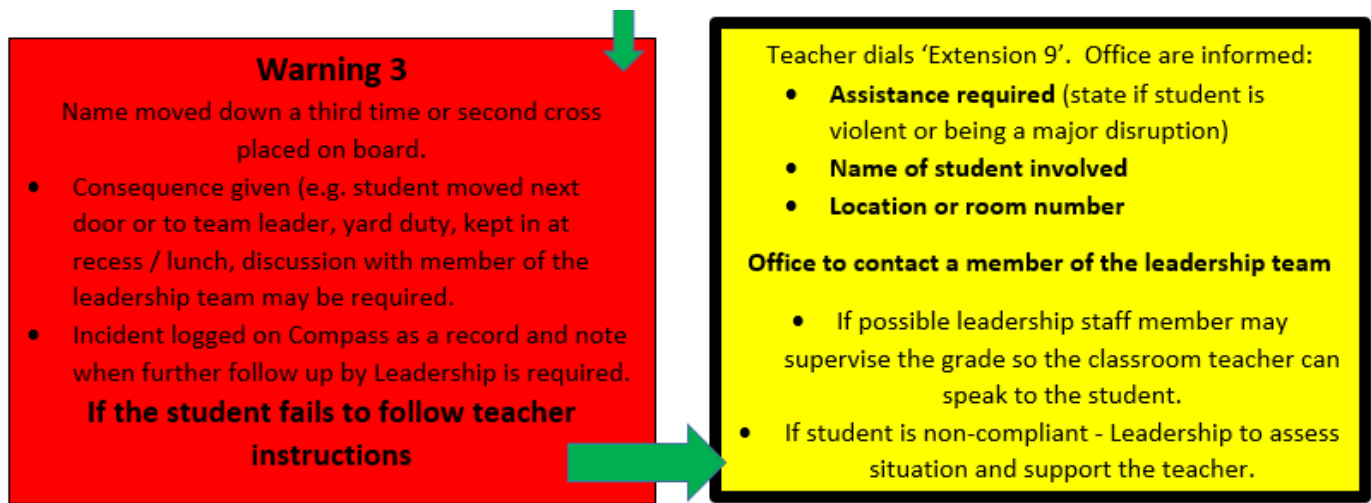 Warning 3
Name moved down a third time or second cross
placed on board.
• Consequence given (e.g. student moved next
door or to team leader, yard duty, kept in at
recess / lunch, discussion with member of the
leadership team may be required.
• Incident logged on Compass as a record and note
when further follow up by Leadership is required.
If the student fails to follow teacher
instructions
Teacher dials ‘Extension 9’.  Office are informed:
• Assistance required (state if student is
violent or being a major disruption)
• Name of student involved
• Location or room number
Office to contact a member of the leadership team
• If possible leadership staff member may
supervise the grade so the classroom teacher can
speak to the student.
• If student is non-compliant - Leadership to assess
situation and support the teacher.